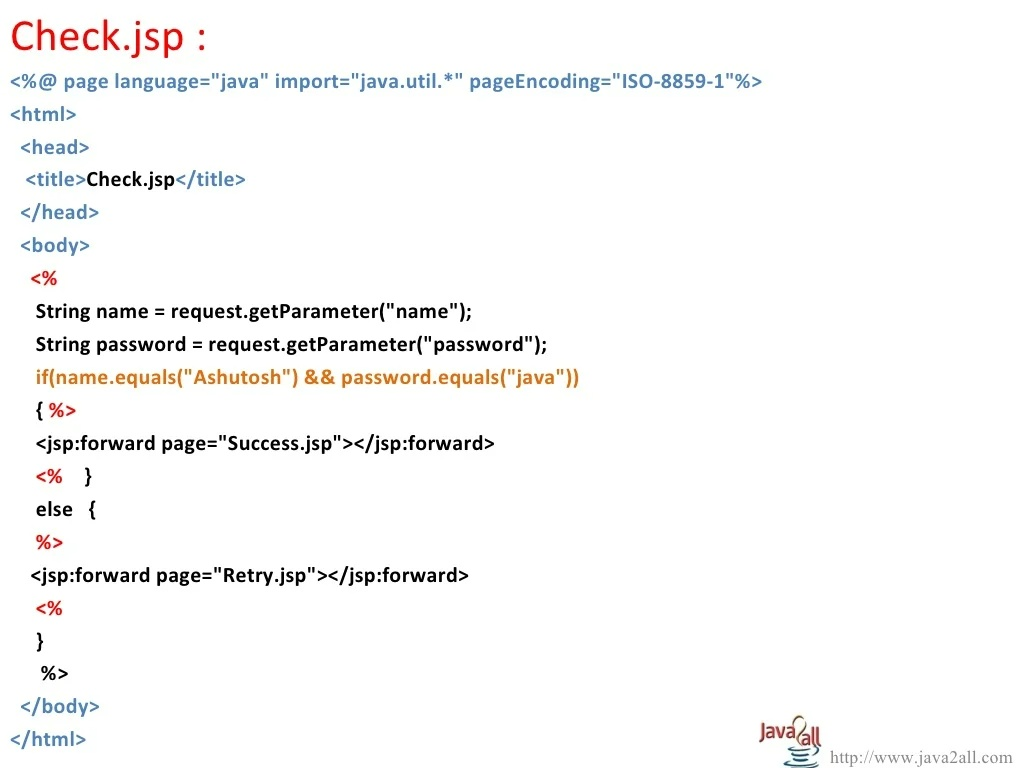 Check.jsp :
<%@ page language="java" import="java.util.*" pageEncoding="ISO-8859-1"%>
<html>
<head>
<title>Check.jsp</title>
</head>
<body>
<%
String name = request.getParameter("name");
String password = request.getParameter("password");
if(name.equals("Ashutosh") && password.equals("java"))
{ %>
<jsp:forward page="Success.jsp"></jsp:forward>
<% }
else {
%>
<jsp:forward page="Retry.jsp"></jsp:forward>
<%
}
%>
</body>
</html>
Java2all
http://www.java2all.com